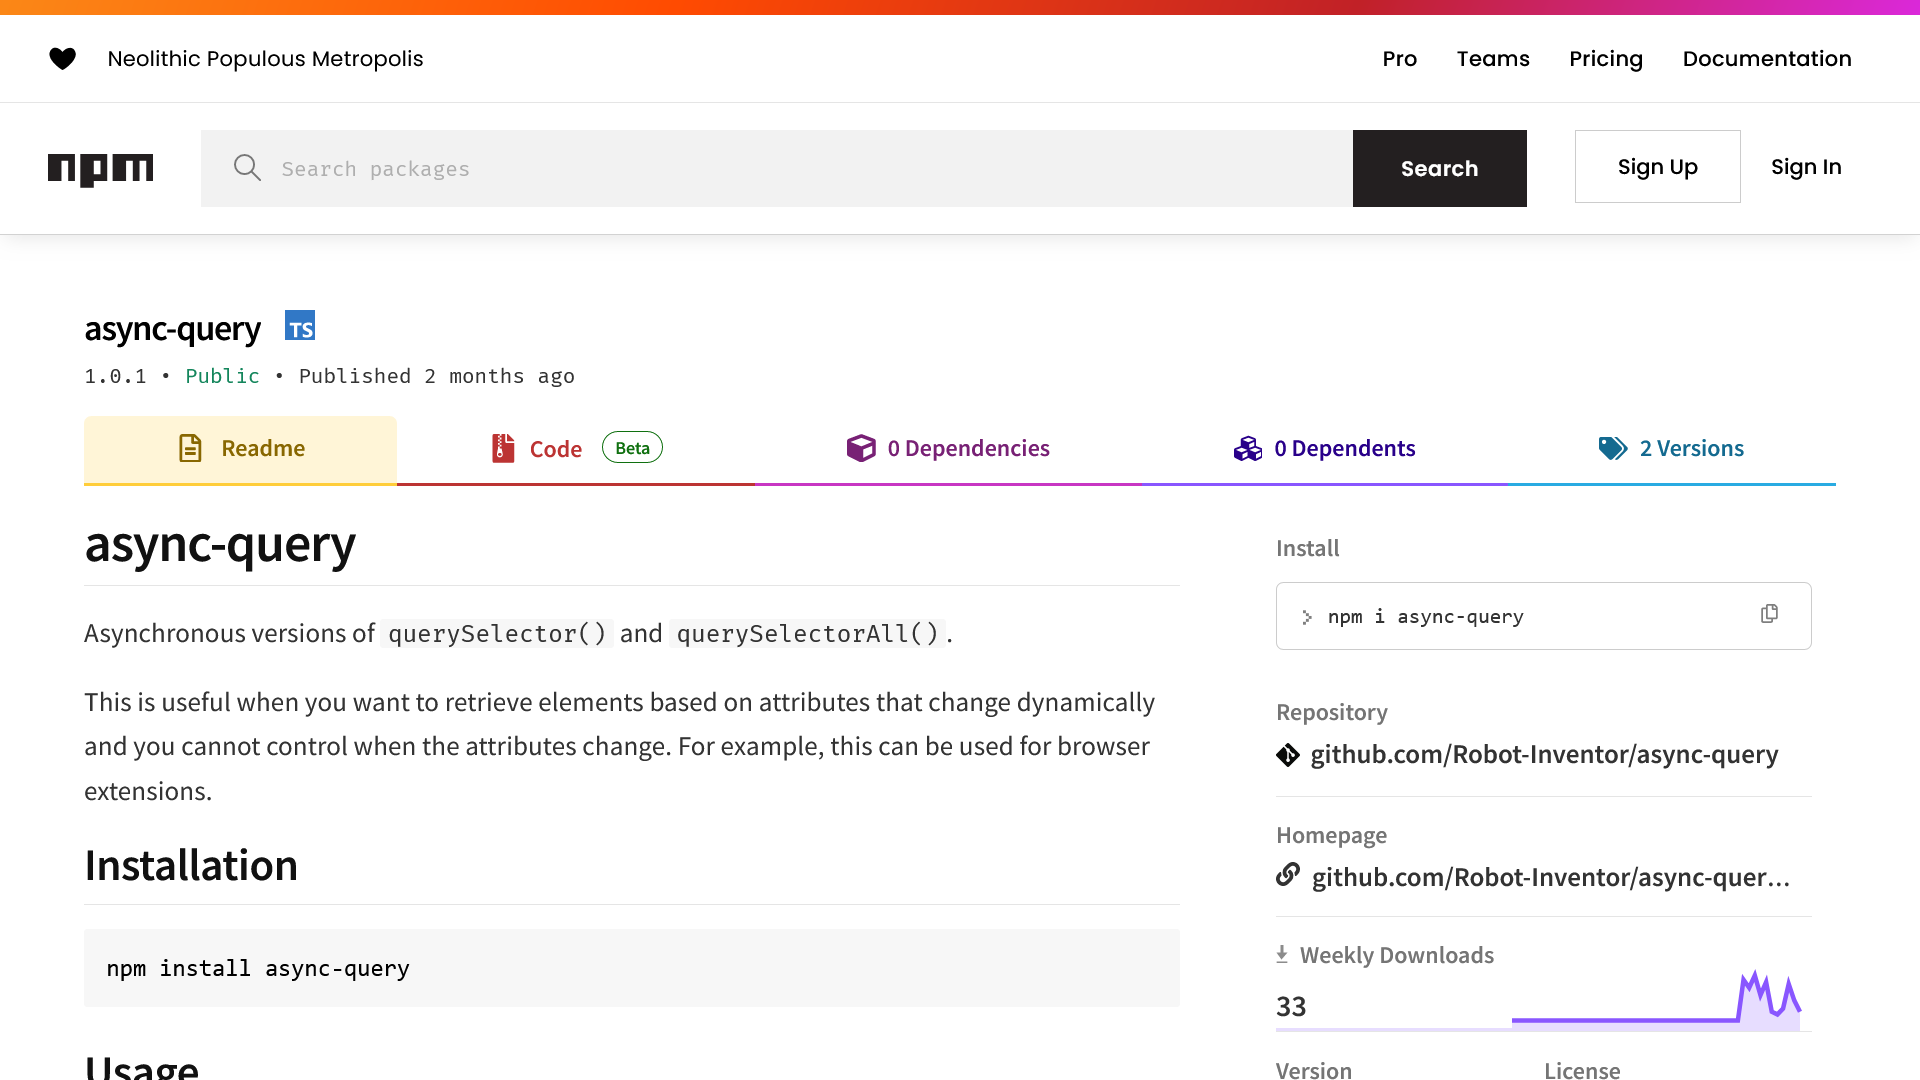 Neolithic Populous Metropolis
Pro
Teams
Pricing
Documentation
npm
Search packages
Search
Sign Up
Sign In
async-query
TS
1.0.1 • Public • Published 2 months ago
Readme
Code Beta
0 Dependencies
0 Dependents
2 Versions
async-query
Asynchronous versions of querySelector() and querySelectorAll().
This is useful when you want to retrieve elements based on attributes that change dynamically
and you cannot control when the attributes change. For example, this can be used for browser
extensions.
Installation
npm install async-query
Usage
Install
npm i async-query
Repository
github.com/Robot-Inventor/async-query
Homepage
github.com/Robot-Inventor/async-quer...
Weekly Downloads
33
Version
License